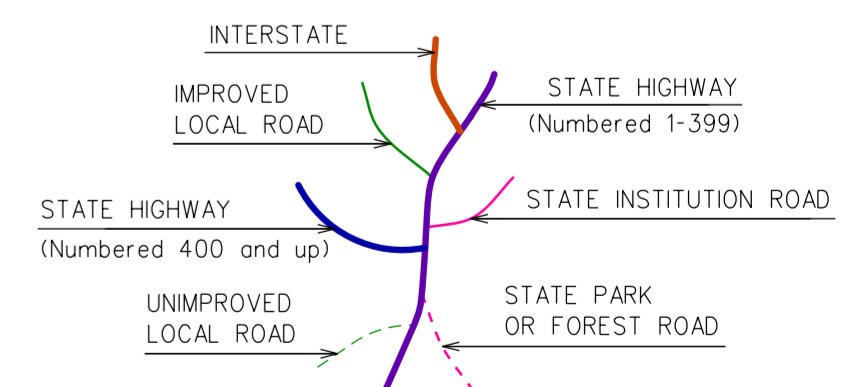 INTERSTATE
IMPROVED
LOCAL ROAD
STATE HIGHWAY
(Numbered 1-399)
STATE INSTITUTION ROAD
STATE HIGHWAY
(Numbered 400 and up)
UNIMPROVED
LOCAL ROAD
STATE PARK
OR FOREST ROAD